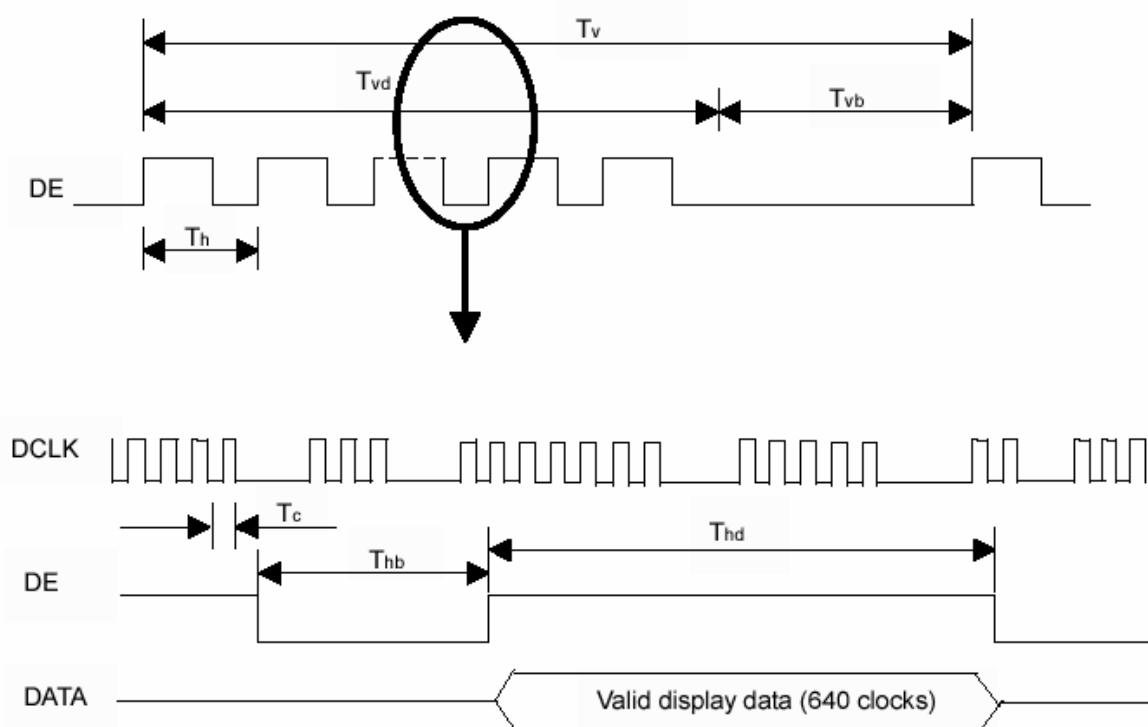 Tv
Tvd
Tvb
DE
Th
DCLK
Tc
Thd
Thb
DE
DATA
Valid display data (640 clocks)